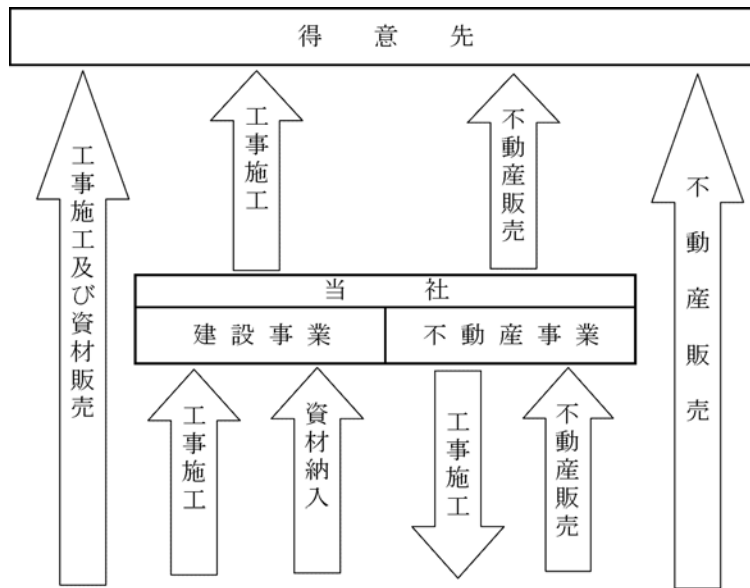 得意先
工事施工及び資材販売
工事施工
不動産販売
不動産販売
当社
建設事業
不動産事業
工事施工
資材納入
工事施工
不動産販売